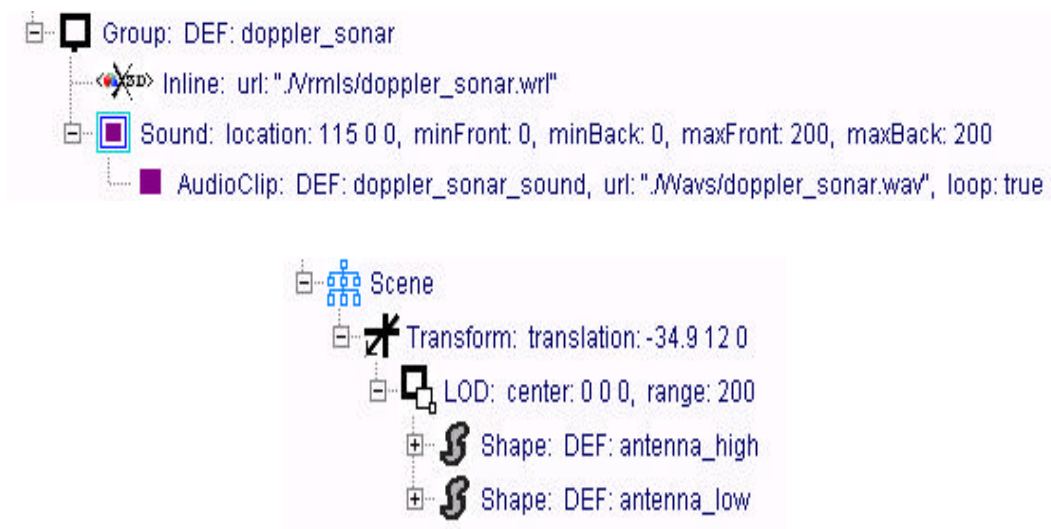 Group: DEF: doppler_sonar
Inline: url: "./Vrmls/doppler_sonar.wrl"
Sound: location: 115 0 0, minFront: 0, minBack: 0, maxFront: 200, maxBack: 200
AudioClip: DEF: doppler_sonar_sound, url: "./Wavs/doppler_sonar.wav", loop: true
Scene
Transform: translation: -34.9 12 0
LOD: center: 0 0 0, range: 200
Shape: DEF: antenna_high
Shape: DEF: antenna_low